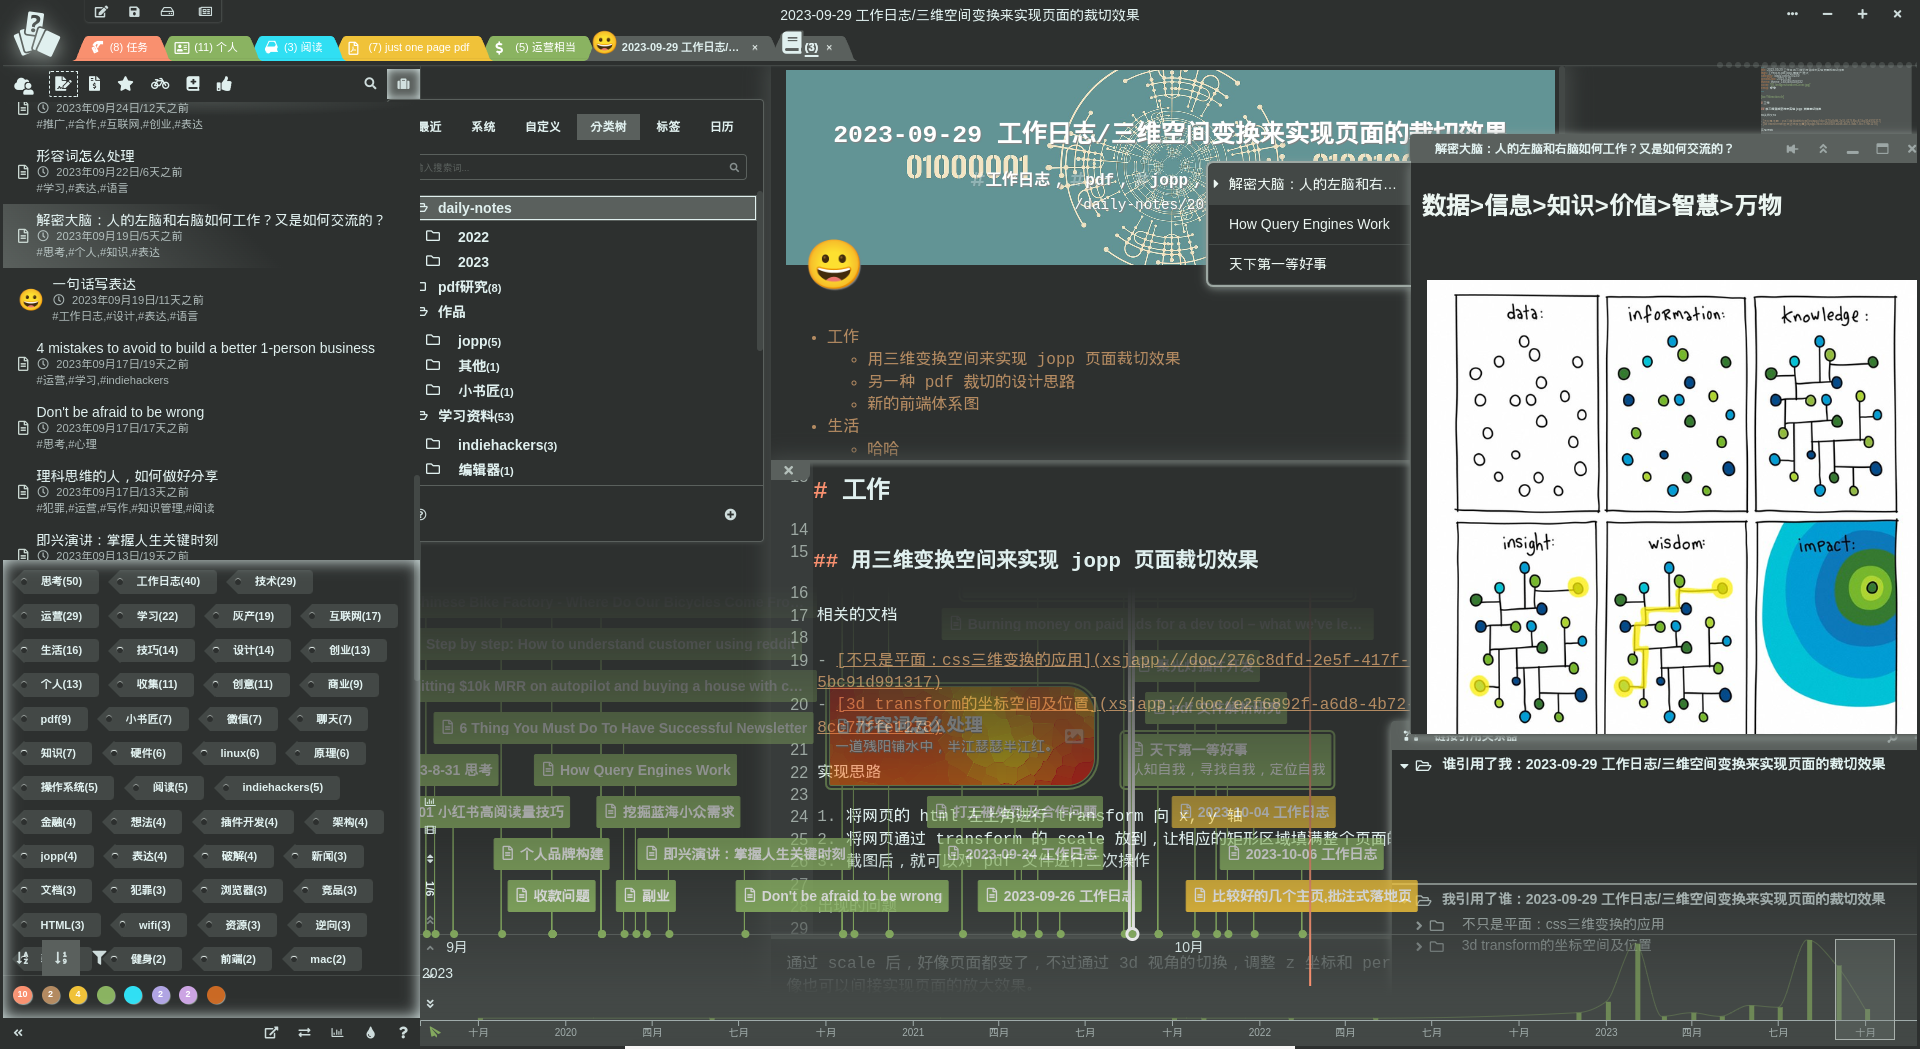 2023-09-29 工作日志/三维空间变换来实现页面的裁切效果
(8) 任务
(11) 个人
(3) 阅读
(7) just one page pdf
(5) 运营相当
2023-09-29 工作日志/...
(3)
2023年09月24日/12天之前
#推广,#合作,#互联网,#创业,#表达
形容词怎么处理
2023年09月22日/6天之前
#学习,#表达,#语言
解密大脑：人的左脑和右脑如何工作？又是如何交流的？
2023年09月19日/5天之前
#思考,#个人,#知识,#表达
一句话写表达
2023年09月19日/11天之前
#工作日志,#设计,#表达,#语言
4 mistakes to avoid to build a better 1-person business
2023年09月17日/19天之前
#运营,#学习,#indiehackers
Don't be afraid to be wrong
2023年09月17日/17天之前
#思考,#心理
理科思维的人，如何做好分享
2023年09月17日/13天之前
#犯罪,#运营,#写作,#知识管理,#阅读
即兴演讲：掌握人生关键时刻
2023年09月13日/19天之前
思考(50)
工作日志(40)
技术(29)
运营(29)
学习(22)
灰产(19)
互联网(17)
生活(16)
技巧(14)
设计(14)
创业(13)
个人(13)
收集(11)
创意(11)
商业(9)
pdf(9)
小书匠(7)
微信(7)
聊天(7)
知识(7)
硬件(6)
linux(6)
原理(6)
操作系统(5)
阅读(5)
indiehackers(5)
金融(4)
想法(4)
插件开发(4)
架构(4)
jopp(4)
表达(4)
破解(4)
新闻(3)
文档(3)
犯罪(3)
浏览器(3)
竞品(3)
HTML(3)
wifi(3)
资源(3)
逆向(3)
健身(2)
前端(2)
mac(2)
10
2
4
2
2
最近
系统
自定义
分类树
标签
日历
daily-notes
2022
2023
pdf研究(8)
作品
jopp(5)
其他(1)
小书匠(1)
学习资料(53)
indiehackers(3)
编辑器(1)
2023-09-29 工作日志/三维空间变换来实现页面的裁切效果
01000001
#工作日志， #pdf， #jopp，
/daily-notes/20
解密大脑：人的左脑和右...
How Query Engines Work
天下第一等好事
工作
用三维变换空间来实现 jopp 页面裁切效果
另一种 pdf 裁切的设计思路
新的前端体系图
生活
哈哈
# 工作
14
15
## 用三维变换空间来实现 jopp 页面裁切效果
16
17
相关的文档
18
19
- [不只是平面：css三维变换的应用](xsjapp://doc/276c8dfd-2e5f-417f-
5bc91d991317)
20
- [3d transform的坐标空间及位置](xsjapp://doc/e2f6892f-a6d8-4b72-
21
22
实现思路
23
24
1. 将网页的 html 左上角进行 transform 向 x, y 轴
25
2. 将网页通过 transform 的 scale 放到，让相应的矩形区域填满整个页面的
截图后，就可以对 pdf 文件进行三次操作
27
28
出现的问题
29
通过 scale 后，好像页面都变了，不过通过 3d 视角的切换，调整 z 坐标和 per
像也可以间接实现页面的放大效果。
Burning money on paid ads for a dev tool – what we've le...
Step by step: How to understand customer using reddit
itting $10k MRR on autopilot and buying a house with c...
6 Thing You Must Do To Have Successful Newsletter
形容词怎么处理
一道残阳铺水中，半江瑟瑟半江红。
天下第一等好事
认知自我，寻找自我，定位自我
3-8-31 思考
How Query Engines Work
01 小红书高阅读量技巧
挖掘蓝海小众需求
2023-10-04 工作日志
个人品牌构建
即兴演讲：掌握人生关键时刻
2023-09-24 工作日志
2023-10-06 工作日志
收款问题
副业
Don't be afraid to be wrong
2023-09-26 工作日志
比较好的几个主页,批注式落地页
1/6
9月
10月
2023
十月
2020
四月
七月
十月
2021
四月
七月
十月
2022
四月
七月
十月
2023
四月
七月
十月
解密大脑：人的左脑和右脑如何工作？又是如何交流的？
数据>信息>知识>价值>智慧>万物
data:
information:
knowledge:
insight:
wisdom:
impact:
谁引用了我：2023-09-29 工作日志/三维空间变换来实现页面的裁切效果
我引用了谁：2023-09-29 工作日志/三维空间变换来实现页面的裁切效果
不只是平面：css三维变换的应用
3d transform的坐标空间及位置